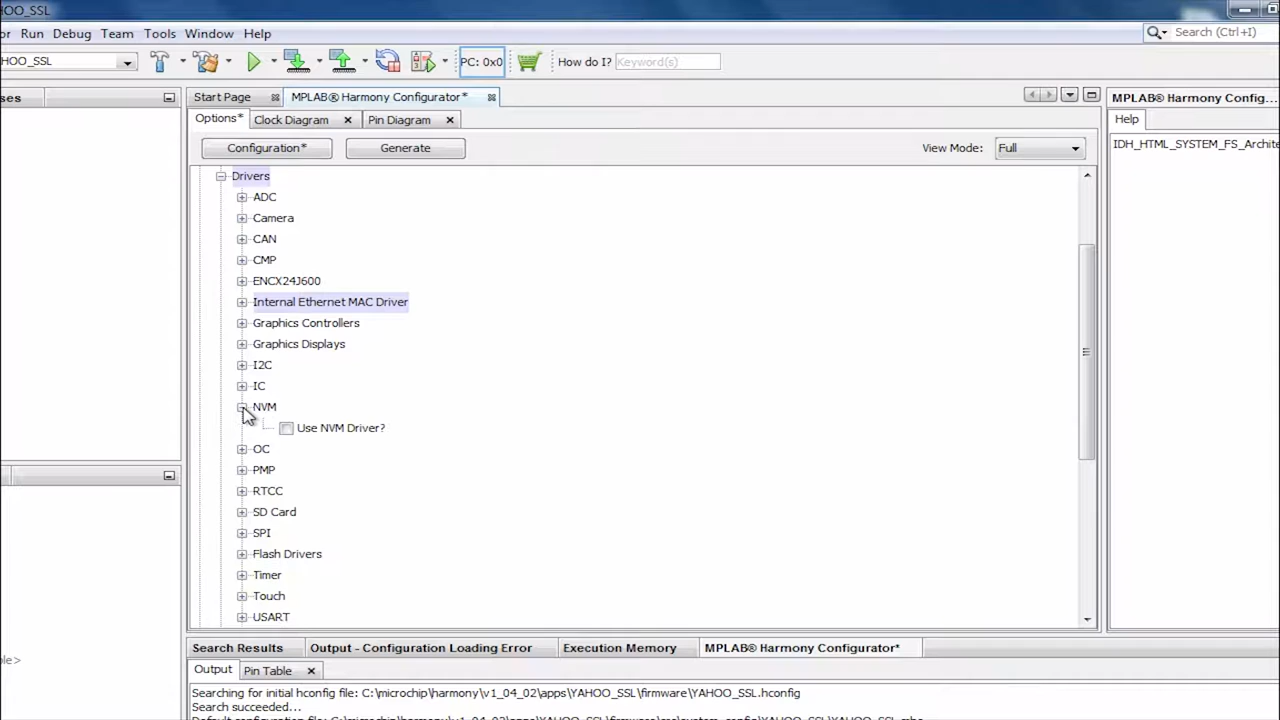 HOO_SSL
or Run Debug Team Tools Window Help
Search (Ctrl+I)
HOO_SSL
PC: 0x0
How do I? Keyword(s)
ses
Start Page
MPLAB® Harmony Configurator*
MPLAB® Harmony Config...
Options* Clock Diagram Pin Diagram
Help
Configuration* Generate
View Mode: Full
IDH_HTML_SYSTEM_FS_Archite
Drivers
ADC
Camera
CAN
CMP
ENCX24J600
Internal Ethernet MAC Driver
Graphics Controllers
Graphics Displays
I2C
IC
NVM
Use NVM Driver?
OC
PMP
RTCC
SD Card
SPI
Flash Drivers
Timer
Touch
USART
Search Results Output - Configuration Loading Error Execution Memory MPLAB® Harmony Configurator*
ble>
Output Pin Table
Searching for initial hconfig file: C:\microchip\harmony\v1_04_02\apps\YAHOO_SSL\firmware\YAHOO_SSL.hconfig
Search succeeded...